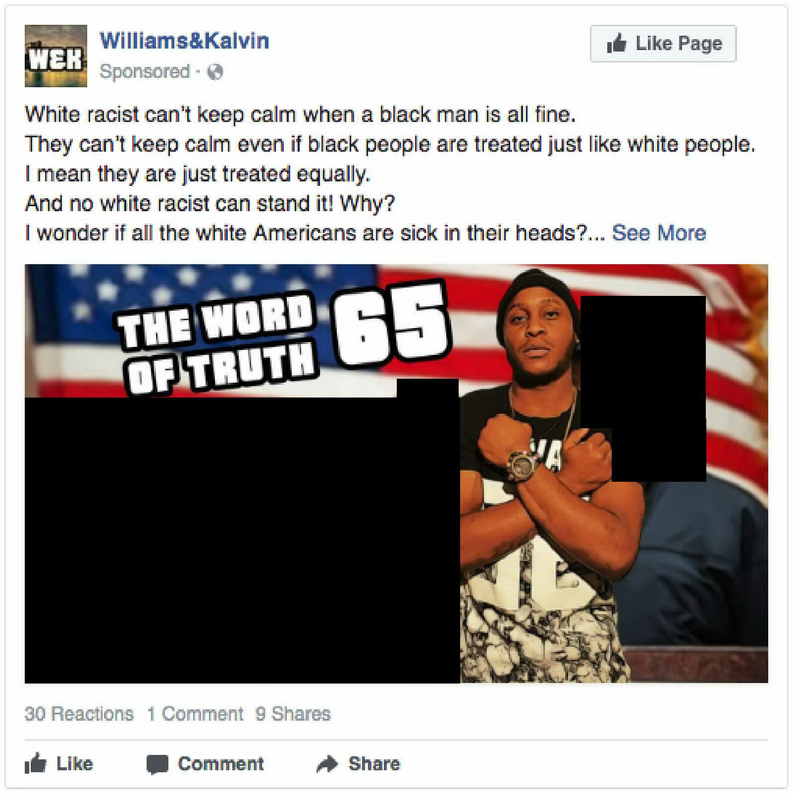 WEK
Williams&Kalvin
Sponsored ·
Like Page
White racist can't keep calm when a black man is all fine.
They can't keep calm even if black people are treated just like white people.
I mean they are just treated equally.
And no white racist can stand it! Why?
I wonder if all the white Americans are sick in their heads?... See More
THE WORD
OF TRUTH
65
VA
30 Reactions 1 Comment 9 Shares
Like Comment Share